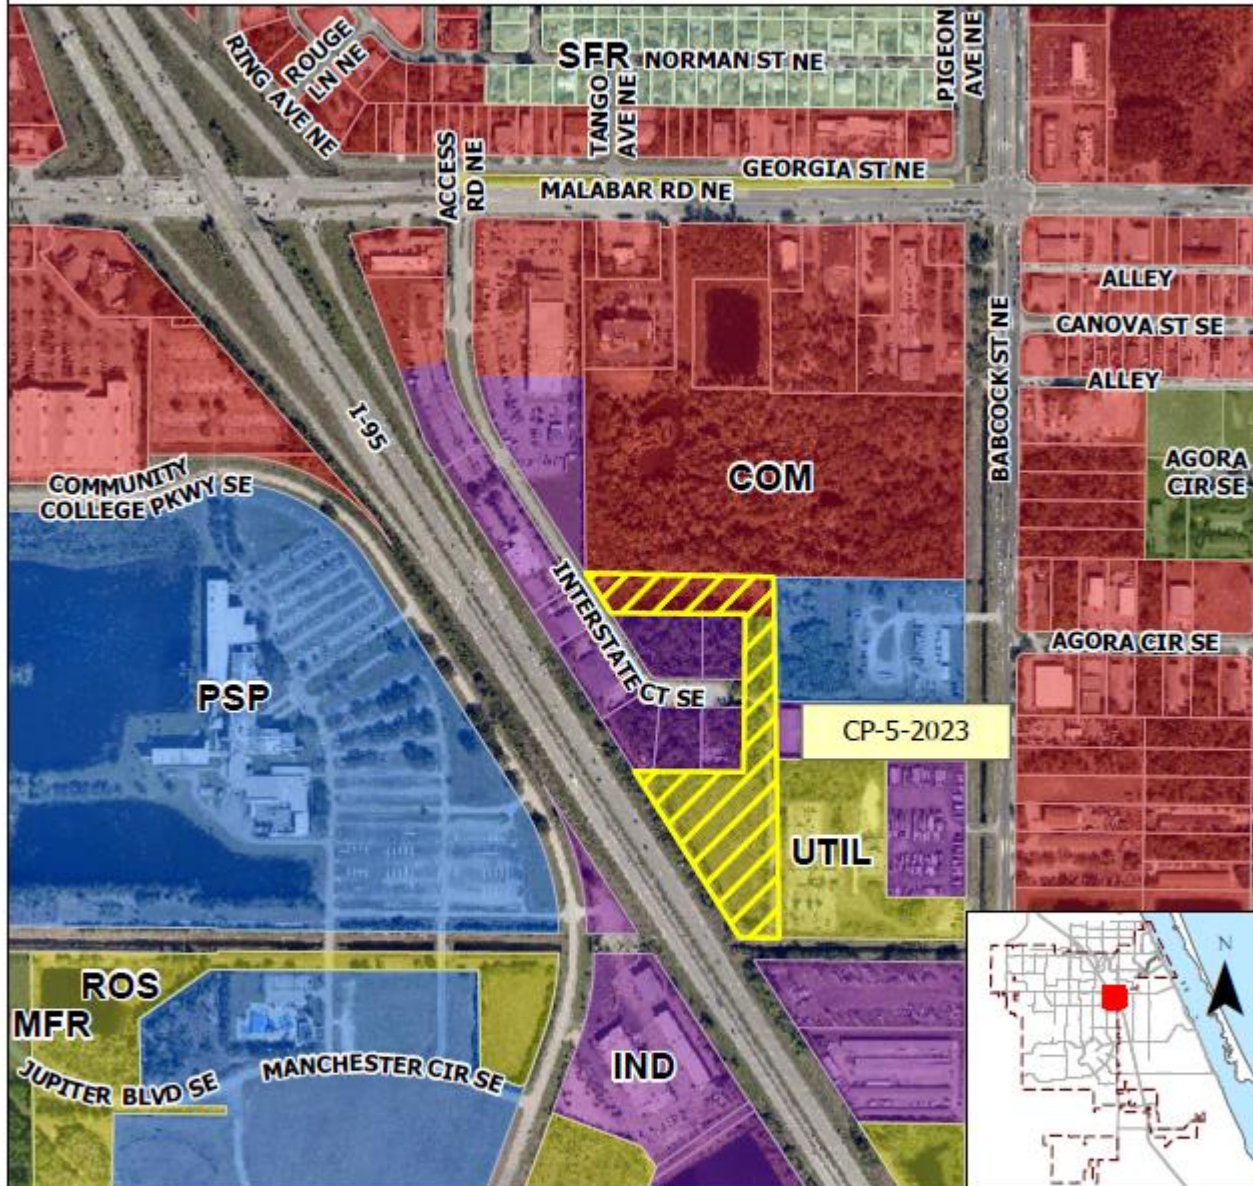 SFR
NORMAN ST NE
PIGEON
AVE NE
ROUGE
LN NE
RING AVE NE
TANGO
AVE NE
ACCESS
RD NE
GEORGIA ST NE
MALABAR RD NE
ALLEY
CANOVA ST SE
ALLEY
BABCOCK ST NE
I-95
COM
AGORA
CIR SE
COMMUNITY
COLLEGE PKWY SE
INTERSTATE CT SE
AGORA CIR SE
PSP
CP-5-2023
UTIL
N
ROS
MFR
IND
JUPITER BLVD SE
MANCHESTER CIR SE